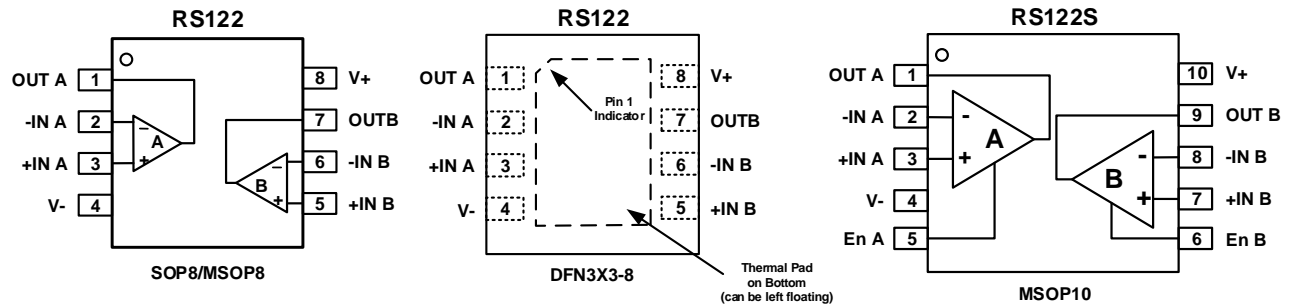 RS122
OUT A 1
-IN A 2
+IN A 3
V- 4
8 V+
7 OUTB
6 -IN B
5 +IN B
− A +
− B +
SOP8/MSOP8
RS122
OUT A 1
-IN A 2
+IN A 3
V- 4
8 V+
7 OUTB
6 -IN B
5 +IN B
Pin 1
Indicator
DFN3X3-8
Thermal Pad
on Bottom
(can be left floating)
RS122S
OUT A 1
-IN A 2
+IN A 3
V- 4
En A 5
10 V+
9 OUT B
8 -IN B
7 +IN B
6 En B
- A +
- B +
MSOP10